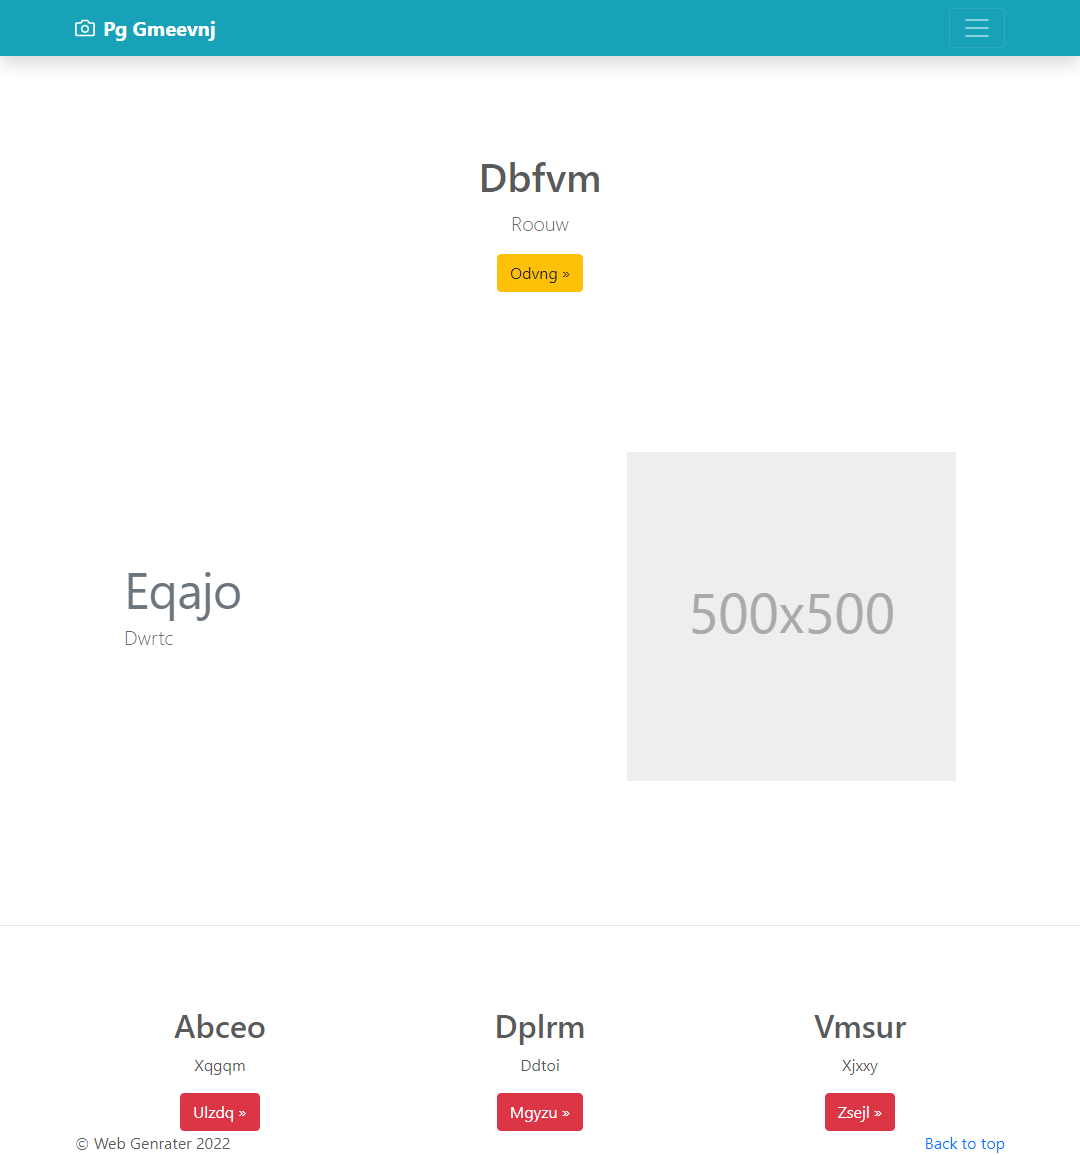 Pg Gmeevnj
Dbfvm
Roouw
Odvng »
Eqajo
Dwrtc
500x500
Abceo
Xqgqm
Ulzdq »
Dplrm
Ddtoi
Mgyzu »
Vmsur
Xjxxy
Zsejl »
© Web Genrater 2022
Back to top